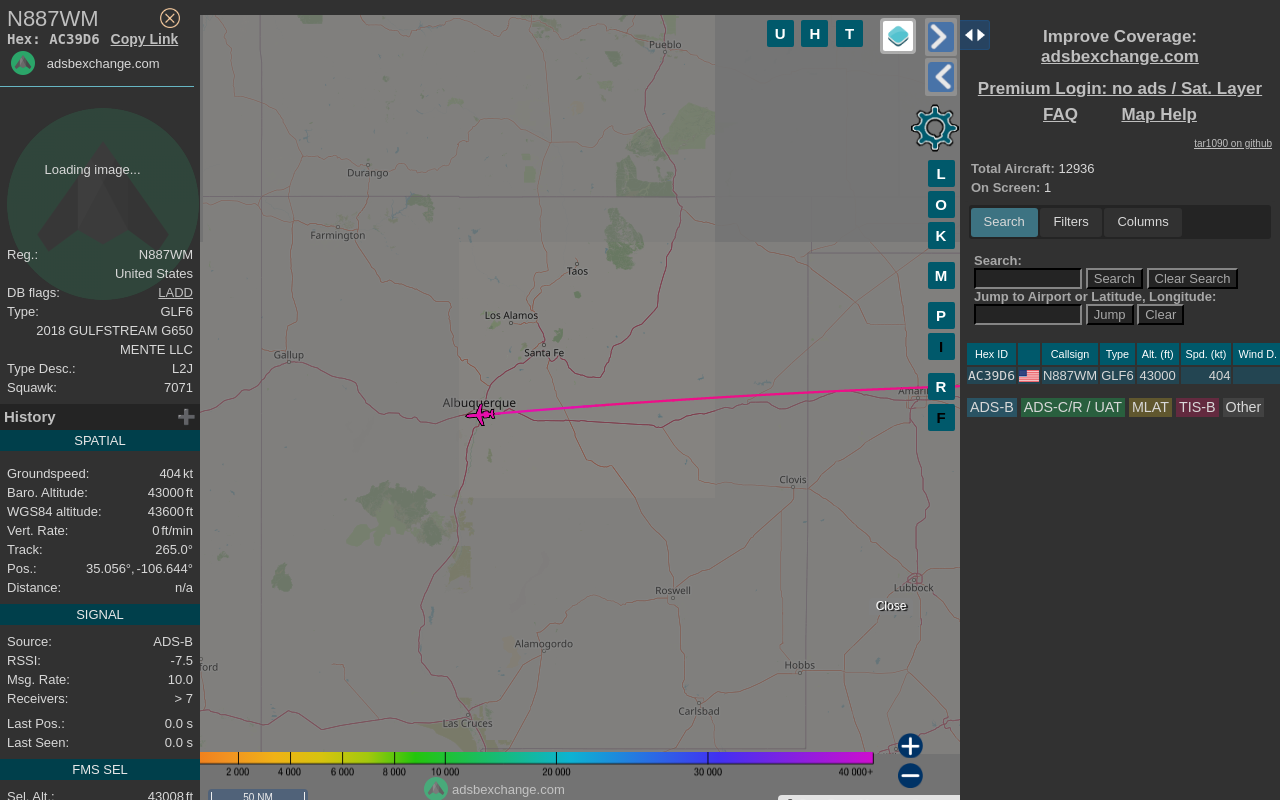 N887WM
Hex: AC39D6 Copy Link
adsbexchange.com
Loading image...
Reg.: N887WM
United States
DB flags: LADD
Type: GLF6
2018 GULFSTREAM G650
MENTE LLC
Type Desc.: L2J
Squawk: 7071
History
SPATIAL
Groundspeed: 404 kt
Baro. Altitude: 43000 ft
WGS84 altitude: 43600 ft
Vert. Rate: 0 ft/min
Track: 265.0°
Pos.: 35.056°, -106.644°
Distance: n/a
SIGNAL
Source: ADS-B
RSSI: -7.5
Msg. Rate: 10.0
Receivers: > 7
Last Pos.: 0.0 s
Last Seen: 0.0 s
FMS SEL
Sel. Alt.: 43008 ft
U H T
Pueblo
Durango
Farmington
Taos
Los Alamos
Santa Fe
Gallup
Albuquerque
Clovis
Roswell
Lubbock
Close
Alamogordo
Hobbs
Carlsbad
Las Cruces
L
O
K
M
P
I
R
F
2 000 4 000 6 000 8 000 10 000 20 000 30 000 40 000+
50 NM
adsbexchange.com
Improve Coverage:
adsbexchange.com
Premium Login: no ads / Sat. Layer
FAQ Map Help
tar1090 on github
Total Aircraft: 12936
On Screen: 1
Search Filters Columns
Search:
Search Clear Search
Jump to Airport or Latitude, Longitude:
Jump Clear
Hex ID Callsign Type Alt. (ft) Spd. (kt) Wind D.
AC39D6 N887WM GLF6 43000 404
ADS-B ADS-C/R / UAT MLAT TIS-B Other